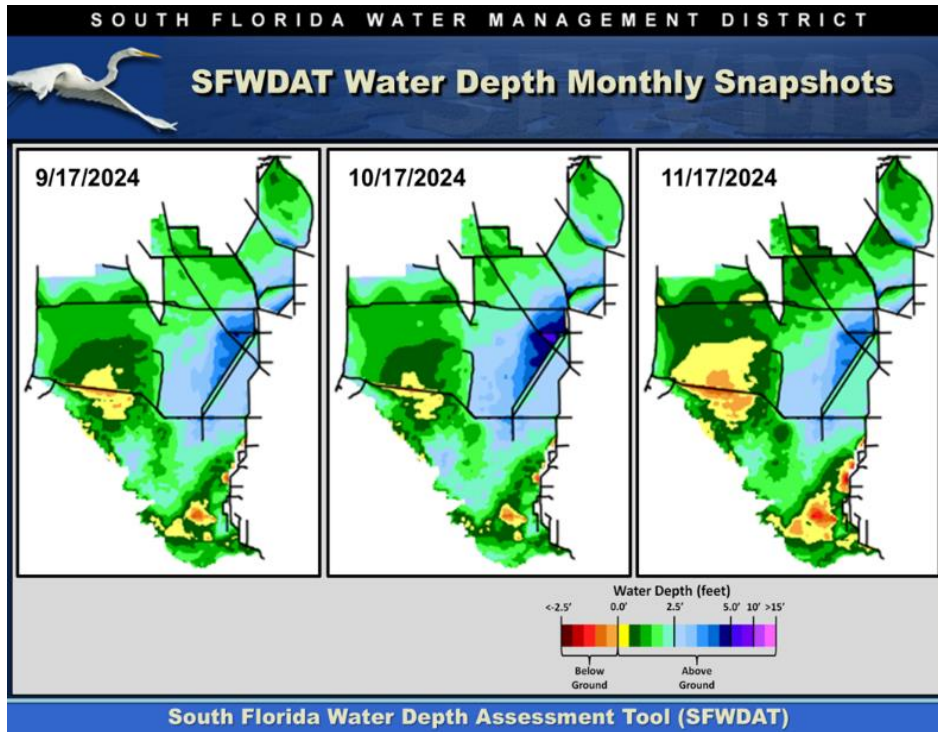 SOUTH FLORIDA WATER MANAGEMENT DISTRICT
SFWDAT Water Depth Monthly Snapshots
9/17/2024
10/17/2024
11/17/2024
Water Depth (feet)
<-2.5' 0.0' 2.5' 5.0' 10' >15'
Below Ground
Above Ground
South Florida Water Depth Assessment Tool (SFWDAT)